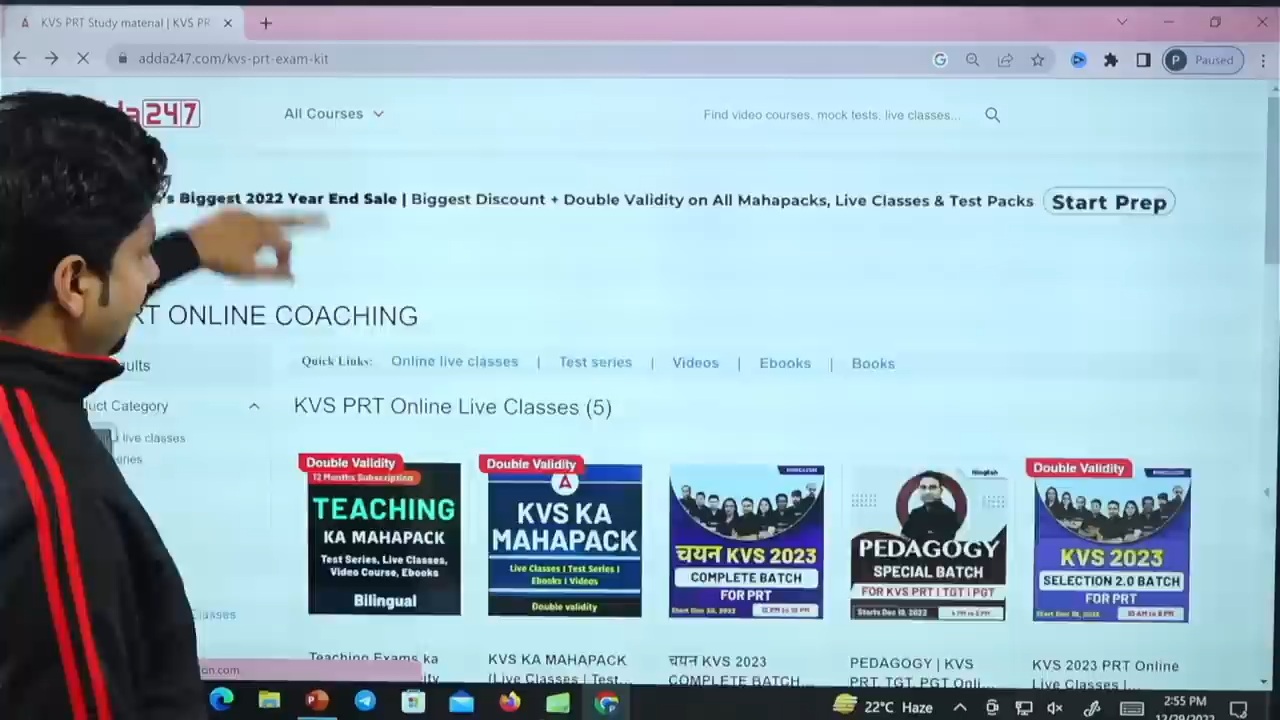 KVS PRT Study material | KVS PR
adda247.com/kvs-prt-exam-kit
P Paused
247
All Courses
Find video courses, mock tests, live classes...
's Biggest 2022 Year End Sale | Biggest Discount + Double Validity on All Mahapacks, Live Classes & Test Packs
Start Prep
RT ONLINE COACHING
Quick Links: Online live classes | Test series | Videos | Ebooks | Books
Category
live classes
KVS PRT Online Live Classes (5)
Double Validity
12 Months Subscription
TEACHING
KA MAHAPACK
Test Series, Live Classes,
Video Course, Ebooks
Bilingual
Double Validity
KVS KA
MAHAPACK
Live Classes | Test Series |
Ebooks | Videos
Double validity
चयन KVS 2023
COMPLETE BATCH
FOR PRT
Hinglish
PEDAGOGY
SPECIAL BATCH
FOR KVS PRT | TGT | PGT
Double Validity
KVS 2023
SELECTION 2.0 BATCH
FOR PRT
Teaching Exams ka
KVS KA MAHAPACK
(Live Classes | Test...
चयन KVS 2023
COMPLETE BATCH...
PEDAGOGY | KVS
PRT, TGT, PGT Onli...
KVS 2023 PRT Online
Live Classes |...
22°C Haze
2:55 PM